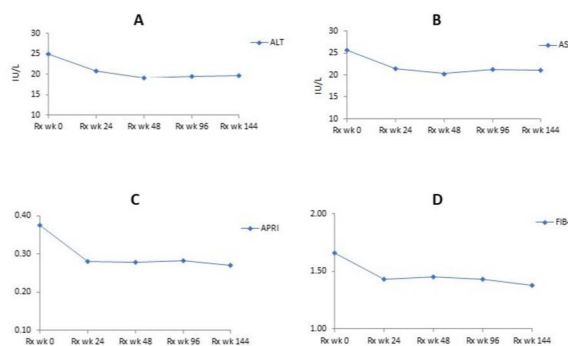 A
30
25
20
15
10
IU/L
ALT
Rx wk 0 Rx wk 24 Rx wk 48 Rx wk 96 Rx wk 144
B
30
25
20
15
10
IU/L
AS
Rx wk 0 Rx wk 24 Rx wk 48 Rx wk 96 Rx wk 144
C
0.40
0.30
0.20
0.10
APRI
Rx wk 0 Rx wk 24 Rx wk 48 Rx wk 96 Rx wk 144
D
2.00
1.50
1.00
FIB4
Rx wk 0 Rx wk 24 Rx wk 48 Rx wk 96 Rx wk 144